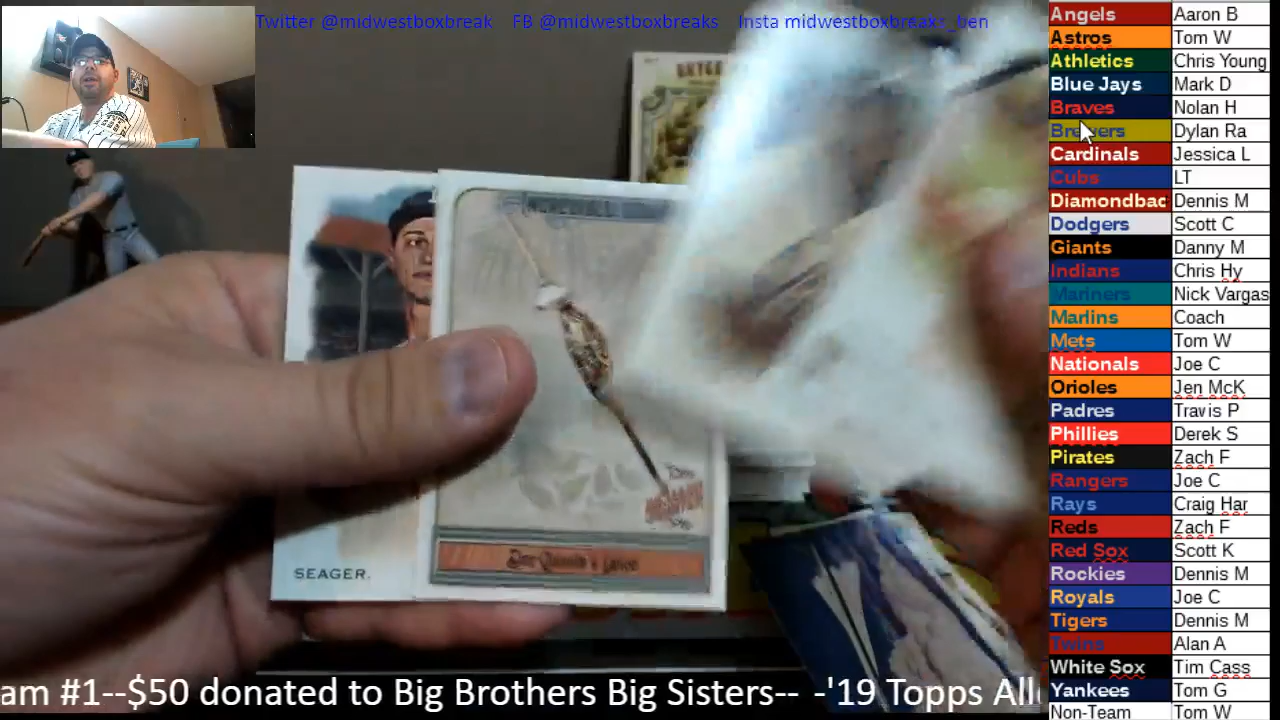 Twitter @midwestboxbreak FB @midwestboxbreaks Insta midwestboxbreaks_ben
Angels Aaron B
Astros Tom W
Athletics Chris Young
Blue Jays Mark D
Braves Nolan H
Brewers Dylan Ra
Cardinals Jessica L
Cubs LT
Diamondbac Dennis M
Dodgers Scott C
Giants Danny M
Indians Chris Hy
Mariners Nick Vargas
Marlins Coach
Mets Tom W
Nationals Joe C
Orioles Jen McK
Padres Travis P
Phillies Derek S
Pirates Zach F
Rangers Joe C
Rays Craig Har
Reds Zach F
Red Sox Scott K
Rockies Dennis M
Royals Joe C
Tigers Dennis M
Twins Alan A
White Sox Tim Cass
Yankees Tom G
Non-Team Tom W
SEAGER.
am #1--$50 donated to Big Brothers Big Sisters-- -'19 Topps All